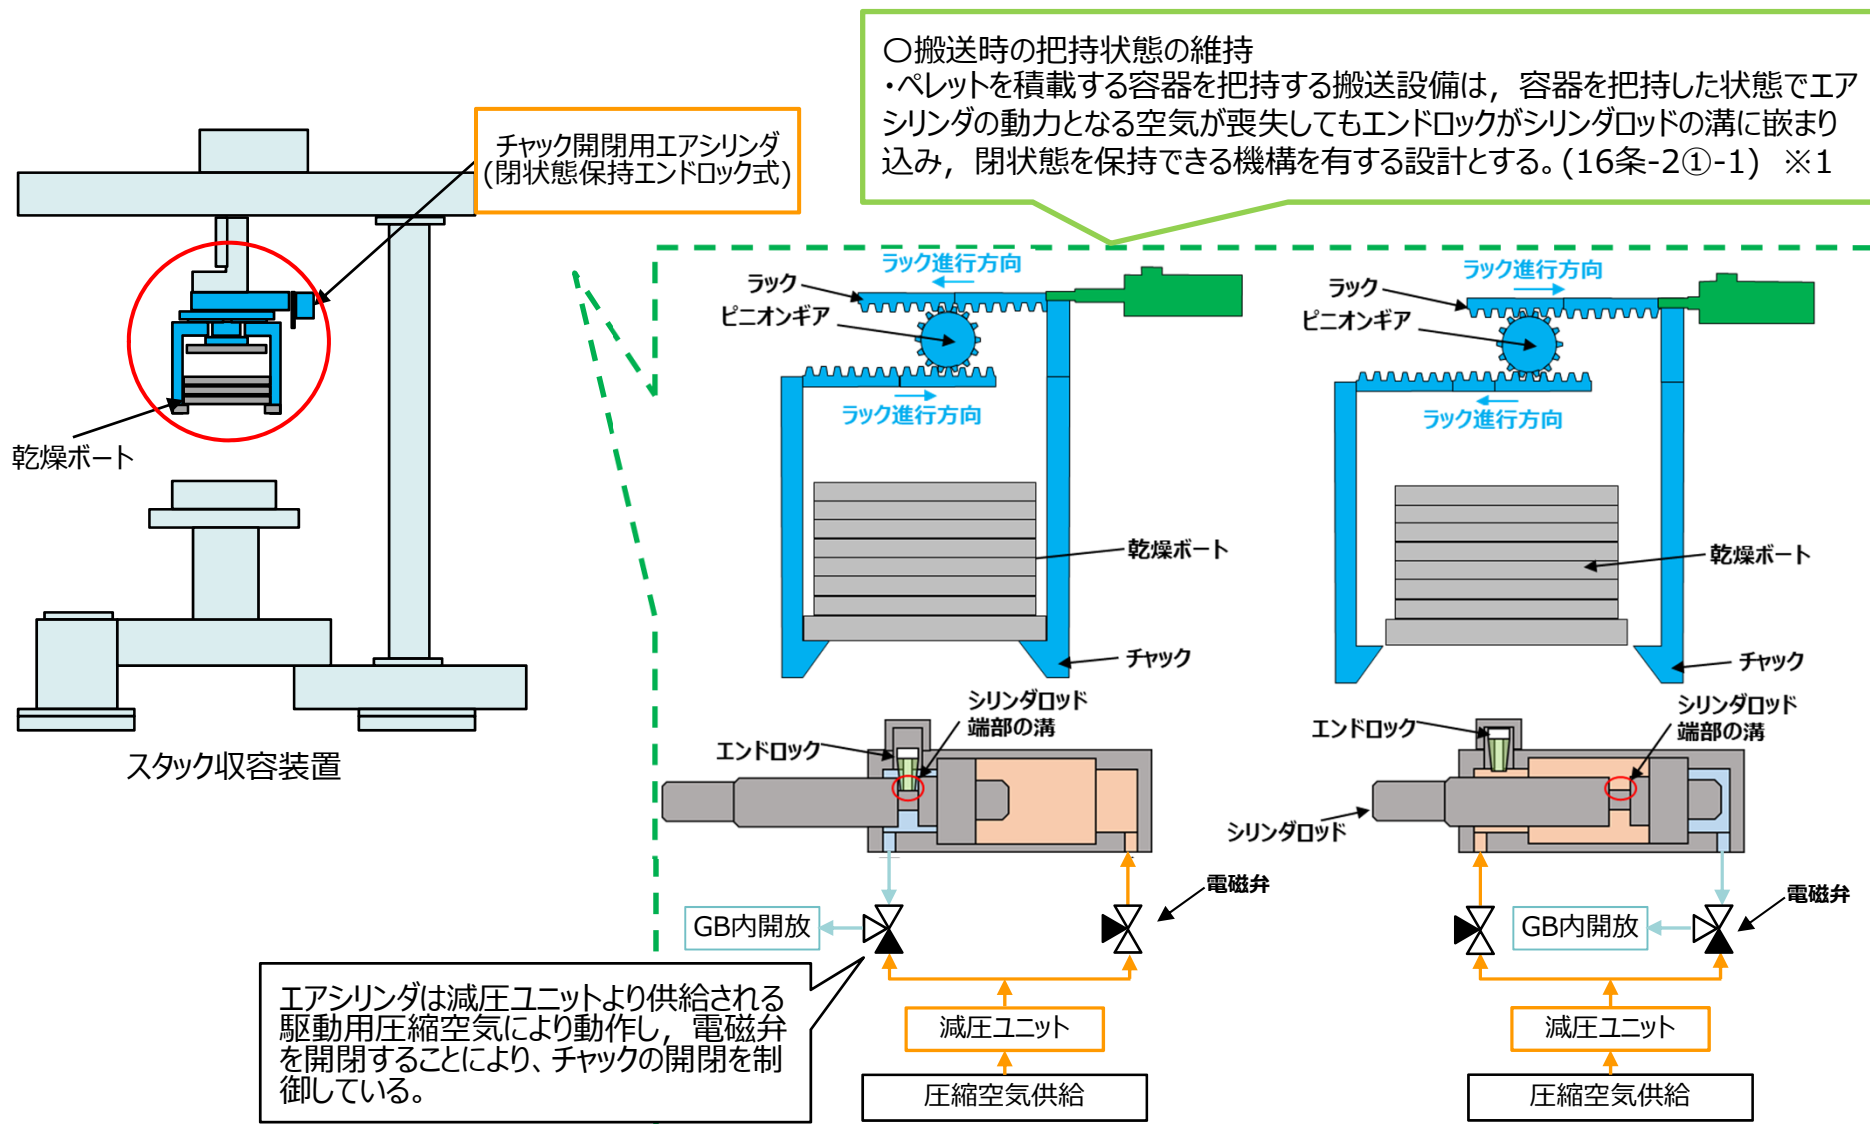 〇搬送時の把持状態の維持
・ペレットを積載する容器を把持する搬送設備は，容器を把持した状態でエア
シリンダの動力となる空気が喪失してもエンドロックがシリンダロッドの溝に嵌まり
込み，閉状態を保持できる機構を有する設計とする。(16条-2①-1)　※1
チャック開閉用エアシリンダ
(閉状態保持エンドロック式)
乾燥ボート
スタック収容装置
ラック進行方向
ラック
ピニオンギア
ラック進行方向
乾燥ボート
チャック
シリンダロッド
端部の溝
エンドロック
電磁弁
GB内開放
減圧ユニット
圧縮空気供給
ラック進行方向
ラック
ピニオンギア
ラック進行方向
乾燥ボート
チャック
シリンダロッド
端部の溝
エンドロック
シリンダロッド
電磁弁
GB内開放
減圧ユニット
圧縮空気供給
エアシリンダは減圧ユニットより供給される
駆動用圧縮空気により動作し，電磁弁
を開閉することにより、チャックの開閉を制
御している。